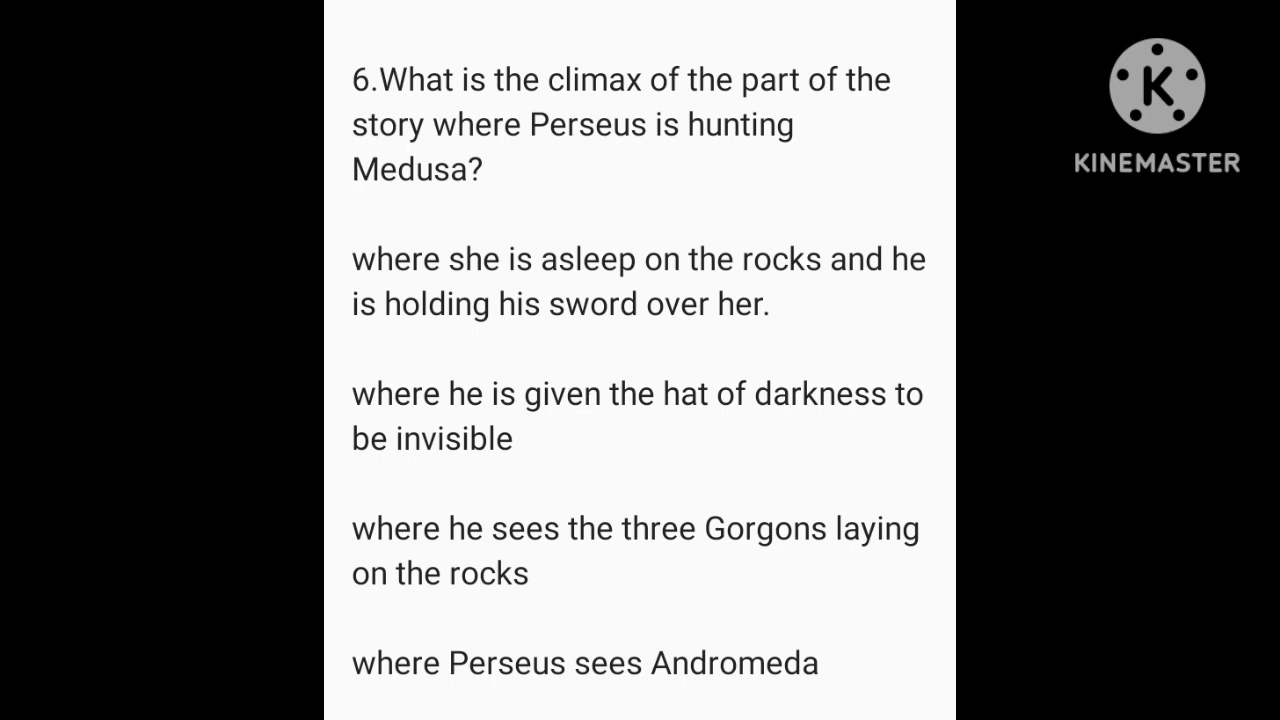 6.What is the climax of the part of the
story where Perseus is hunting
Medusa?
where she is asleep on the rocks and he
is holding his sword over her.
where he is given the hat of darkness to
be invisible
where he sees the three Gorgons laying
on the rocks
where Perseus sees Andromeda
K
KINEMASTER